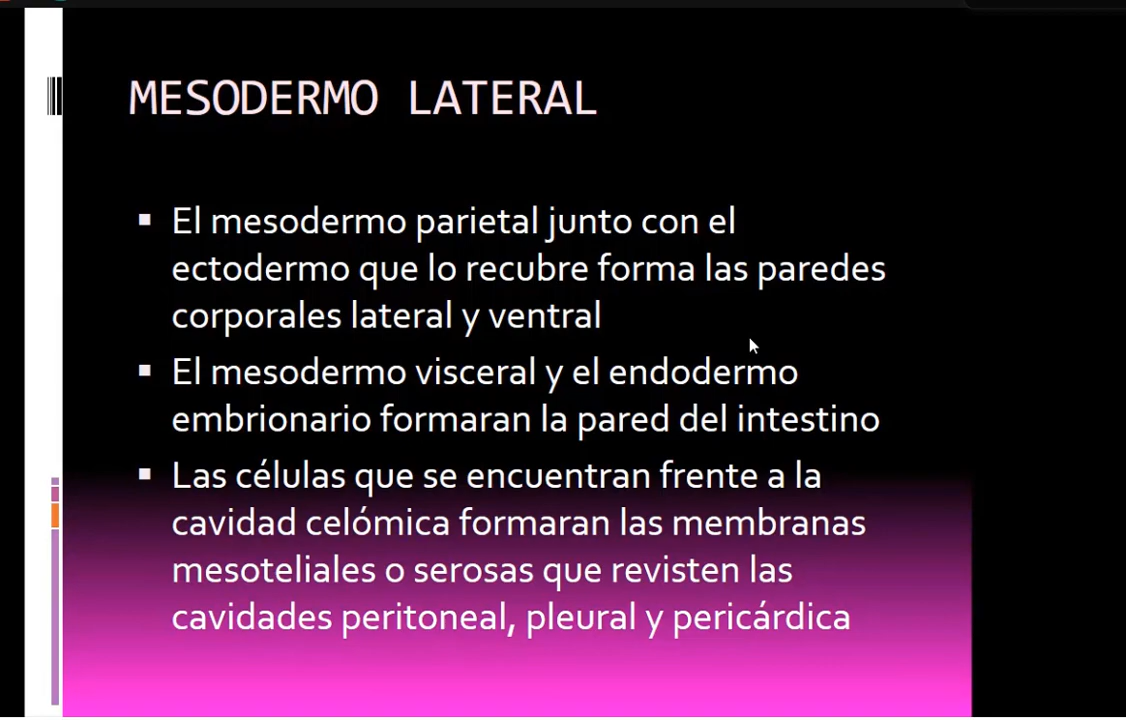 MESODERMO LATERAL
El mesodermo parietal junto con el
ectodermo que lo recubre forma las paredes
corporales lateral y ventral
El mesodermo visceral y el endodermo
embrionario formaran la pared del intestino
Las células que se encuentran frente a la
cavidad celómica formaran las membranas
mesoteliales o serosas que revisten las
cavidades peritoneal, pleural y pericárdica